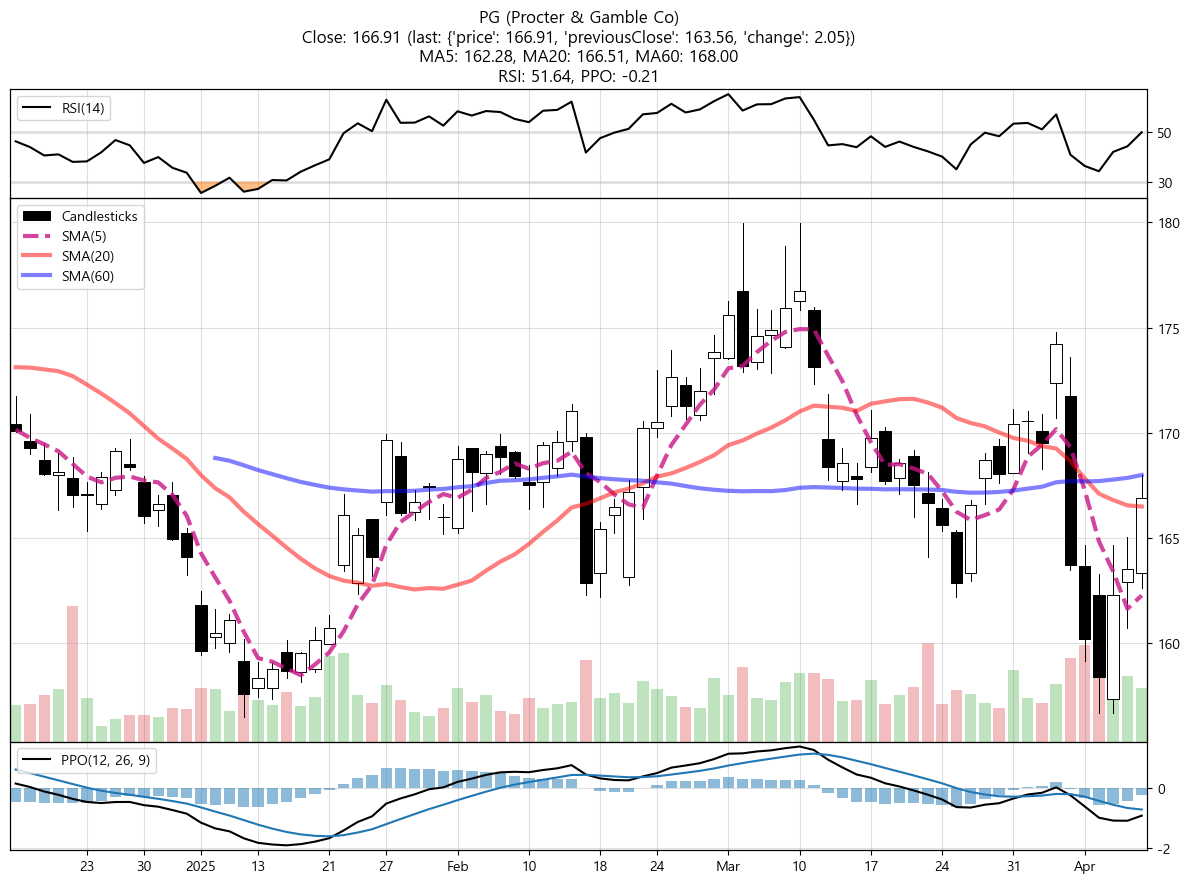 PG (Procter & Gamble Co)
Close: 166.91 (last: {'price': 166.91, 'previousClose': 163.56, 'change': 2.05})
MA5: 162.28, MA20: 166.51, MA60: 168.00
RSI: 51.64, PPO: -0.21
RSI(14)
50
30
Candlesticks
SMA(5)
SMA(20)
SMA(60)
180
175
170
165
160
PPO(12, 26, 9)
0
-2
23 30 2025 13 21 27 Feb 10 18 24 Mar 10 17 24 31 Apr